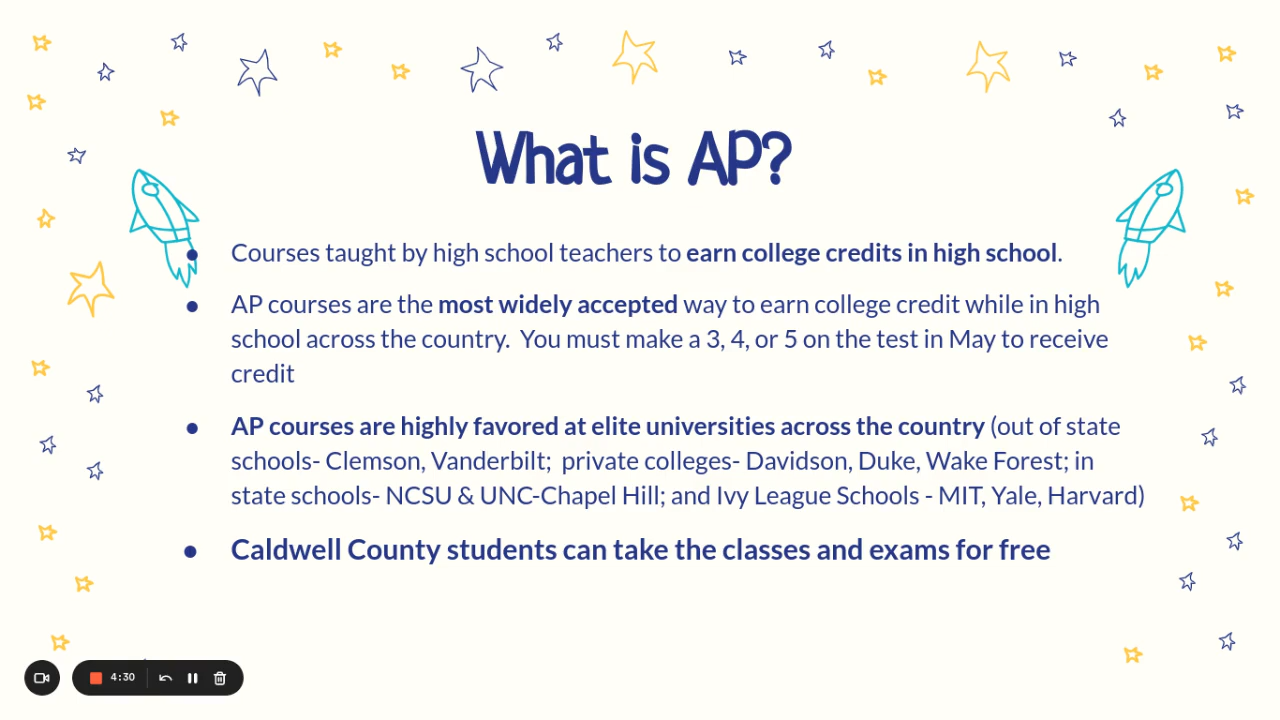 What is AP?
● Courses taught by high school teachers to earn college credits in high school.
● AP courses are the most widely accepted way to earn college credit while in high
school across the country.  You must make a 3, 4, or 5 on the test in May to receive
credit
● AP courses are highly favored at elite universities across the country (out of state
schools- Clemson, Vanderbilt;  private colleges- Davidson, Duke, Wake Forest; in
state schools- NCSU & UNC-Chapel Hill; and Ivy League Schools - MIT, Yale, Harvard)
● Caldwell County students can take the classes and exams for free
4:30